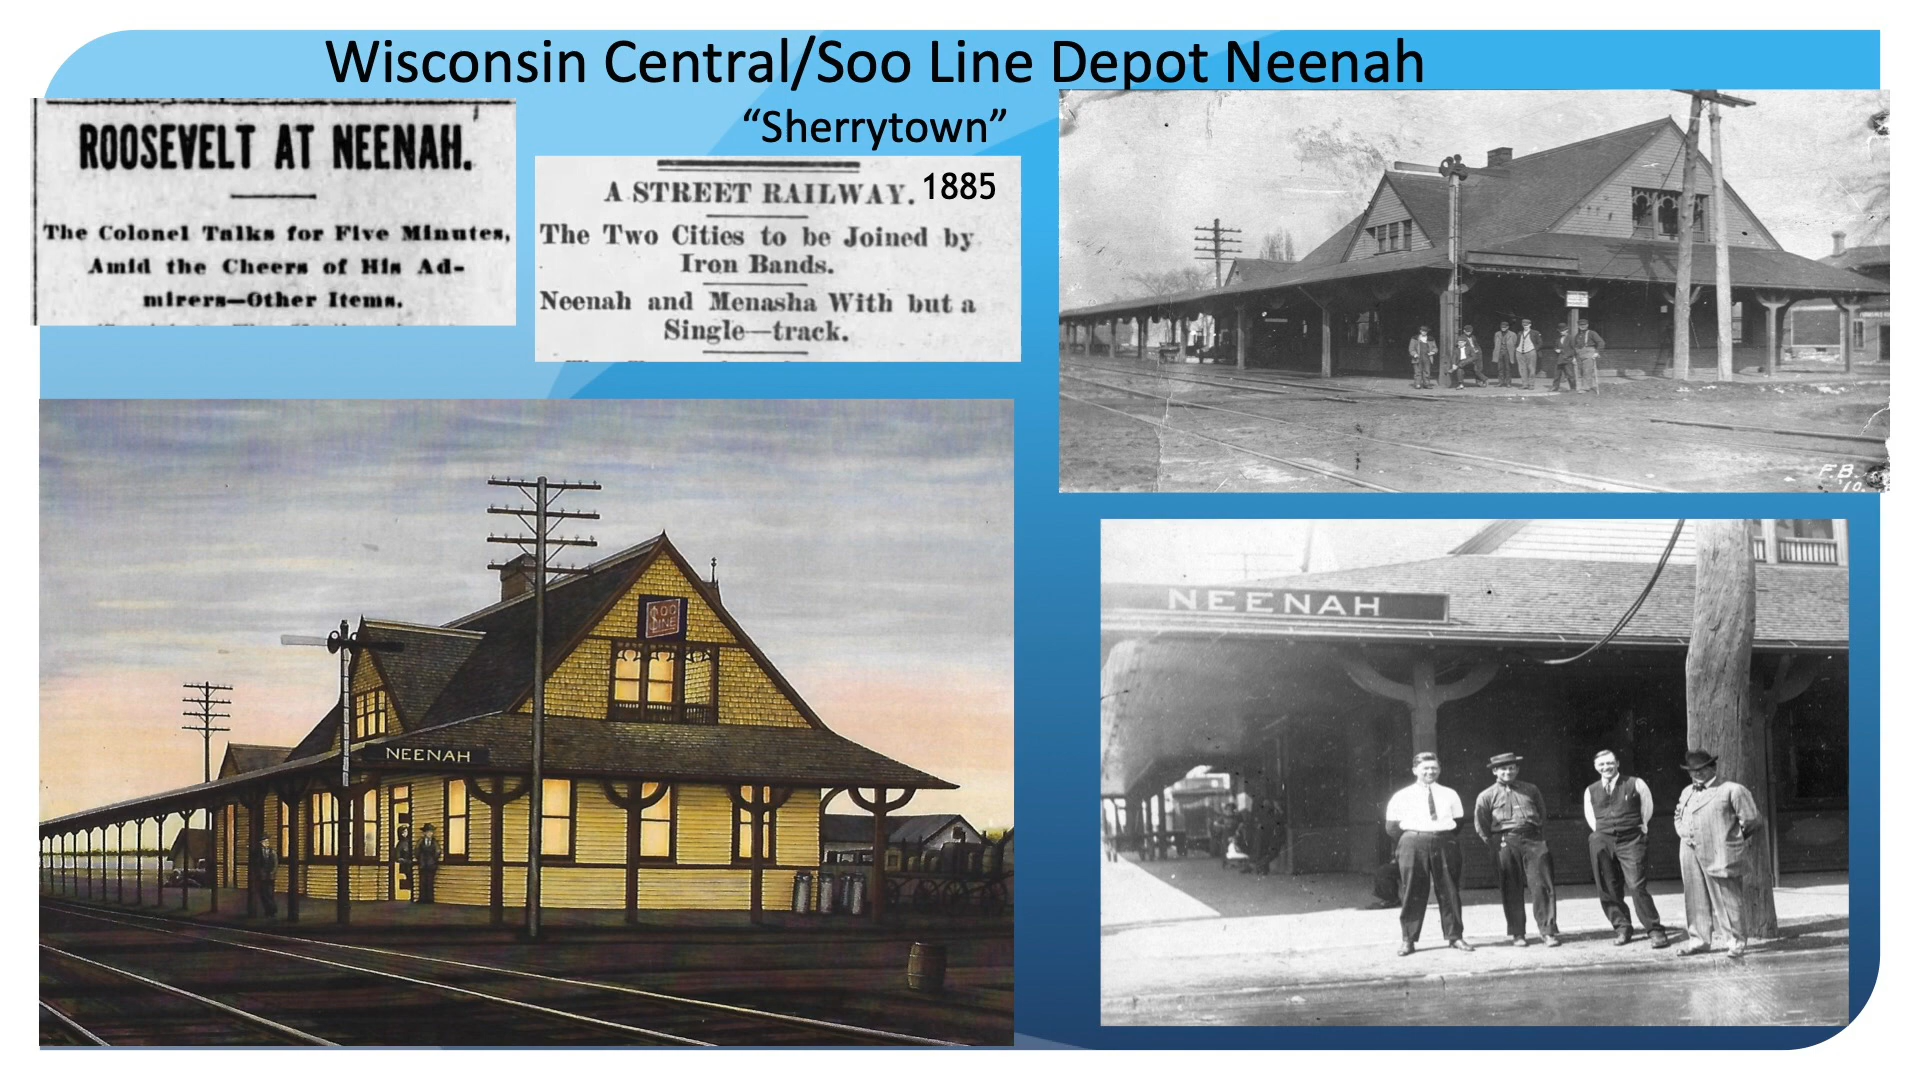 Wisconsin Central/Soo Line Depot Neenah
“Sherrytown”
ROOSEVELT AT NEENAH.
The Colonel Talks for Five Minutes,
Amid the Cheers of His Ad-
mirers—Other Items.
A STREET RAILWAY. 1885
The Two Cities to be Joined by
Iron Bands.
Neenah and Menasha With but a
Single—track.
F.B.
'10.
SOO
LINE
NEENAH
NEENAH